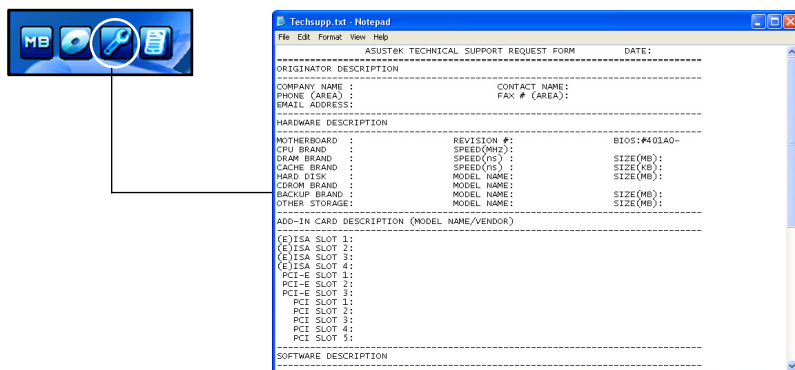 MB
Techsupp.txt - Notepad
File Edit Format View Help
ASUSTeK TECHNICAL SUPPORT REQUEST FORM DATE:
================================================================
ORIGINATOR DESCRIPTION
----------------------------------------------------------------
COMPANY NAME : CONTACT NAME:
PHONE (AREA) : FAX # (AREA):
EMAIL ADDRESS:
----------------------------------------------------------------
HARDWARE DESCRIPTION
----------------------------------------------------------------
MOTHERBOARD : REVISION #: BIOS:#401A0-
CPU BRAND : SPEED(MHz):
DRAM BRAND : SPEED(ns) : SIZE(MB):
CACHE BRAND : SPEED(ns) : SIZE(KB):
HARD DISK : MODEL NAME: SIZE(MB):
CDROM BRAND : MODEL NAME:
BACKUP BRAND : MODEL NAME: SIZE(MB):
OTHER STORAGE: MODEL NAME: SIZE(MB):
----------------------------------------------------------------
ADD-IN CARD DESCRIPTION (MODEL NAME/VENDOR)
----------------------------------------------------------------
(E)ISA SLOT 1:
(E)ISA SLOT 2:
(E)ISA SLOT 3:
(E)ISA SLOT 4:
PCI-E SLOT 1:
PCI-E SLOT 2:
PCI-E SLOT 3:
PCI SLOT 1:
PCI SLOT 2:
PCI SLOT 3:
PCI SLOT 4:
PCI SLOT 5:
----------------------------------------------------------------
SOFTWARE DESCRIPTION
----------------------------------------------------------------